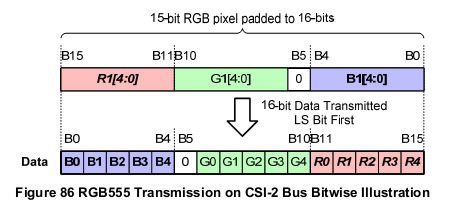 15-bit RGB pixel padded to 16-bits
B15 B11 B10 B5 B4 B0
R1[4:0] G1[4:0] 0 B1[4:0]
16-bit Data Transmitted
LS Bit First
B0 B4 B5 B10 B11 B15
Data B0 B1 B2 B3 B4 0 G0 G1 G2 G3 G4 R0 R1 R2 R3 R4
Figure 86 RGB555 Transmission on CSI-2 Bus Bitwise Illustration